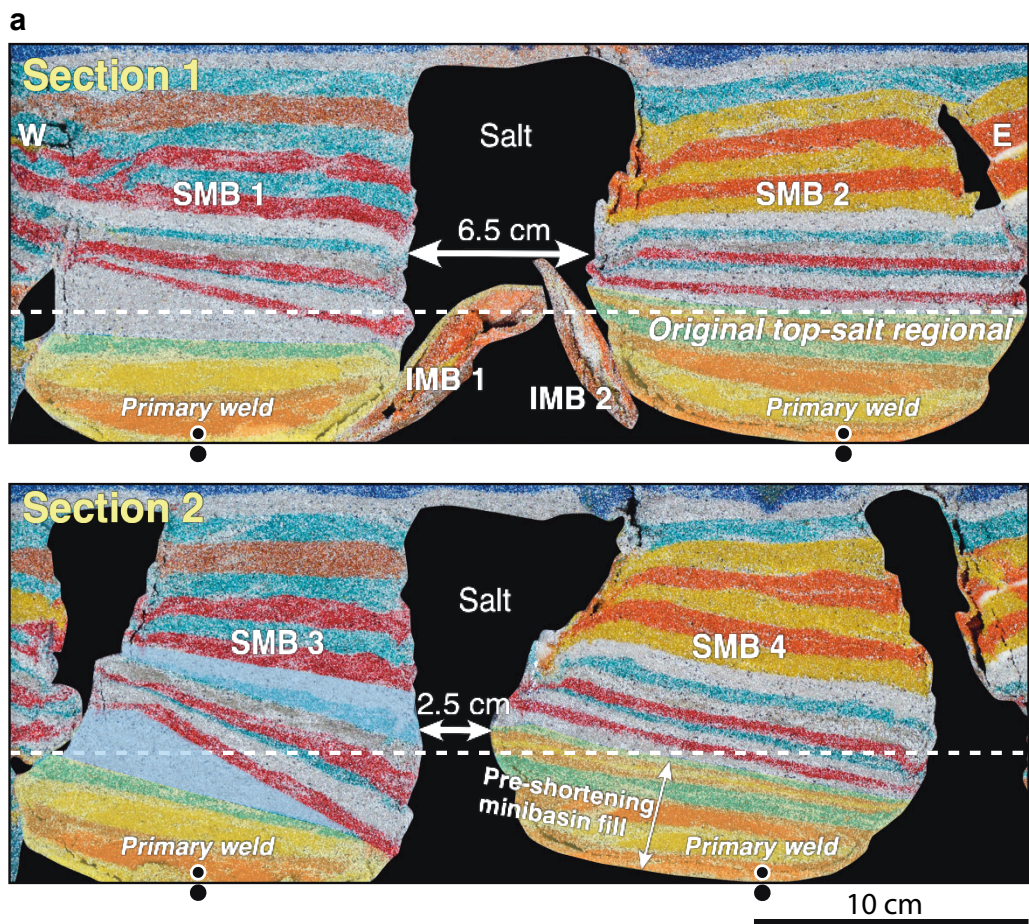 a
Section 1
W
E
Salt
SMB 1
SMB 2
6.5 cm
Original top-salt regional
IMB 1
IMB 2
Primary weld
Primary weld
Section 2
Salt
SMB 3
SMB 4
2.5 cm
Pre-shortening
minibasin fill
Primary weld
Primary weld
10 cm